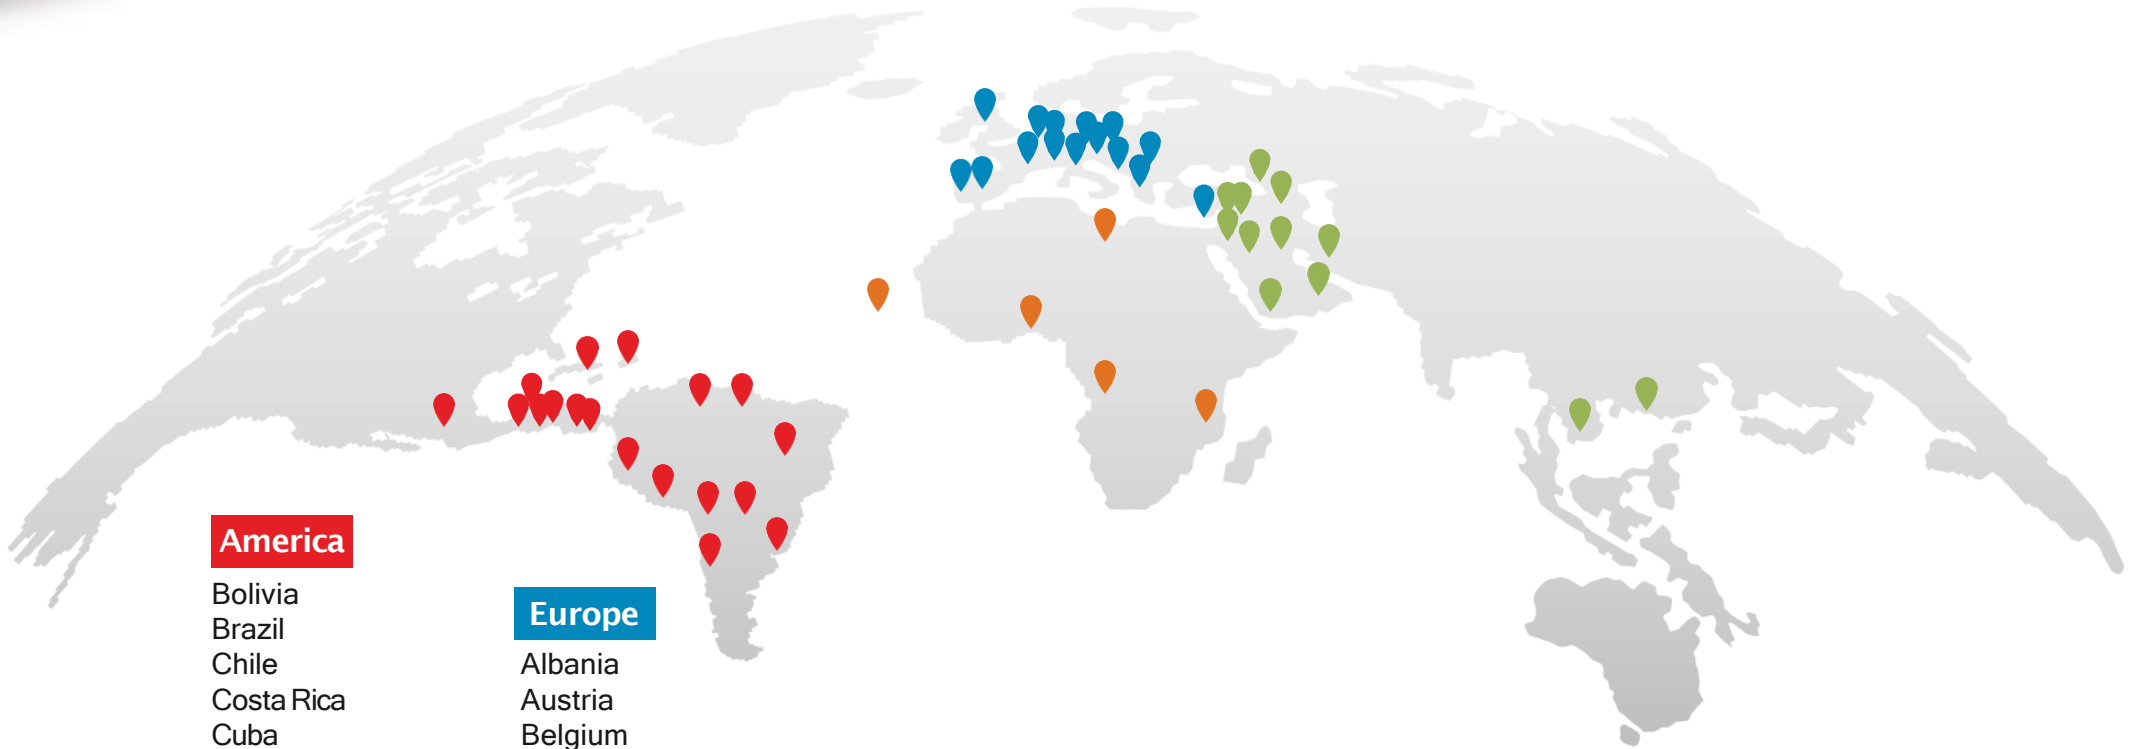 America
Bolivia
Brazil
Chile
Costa Rica
Cuba
Europe
Albania
Austria
Belgium